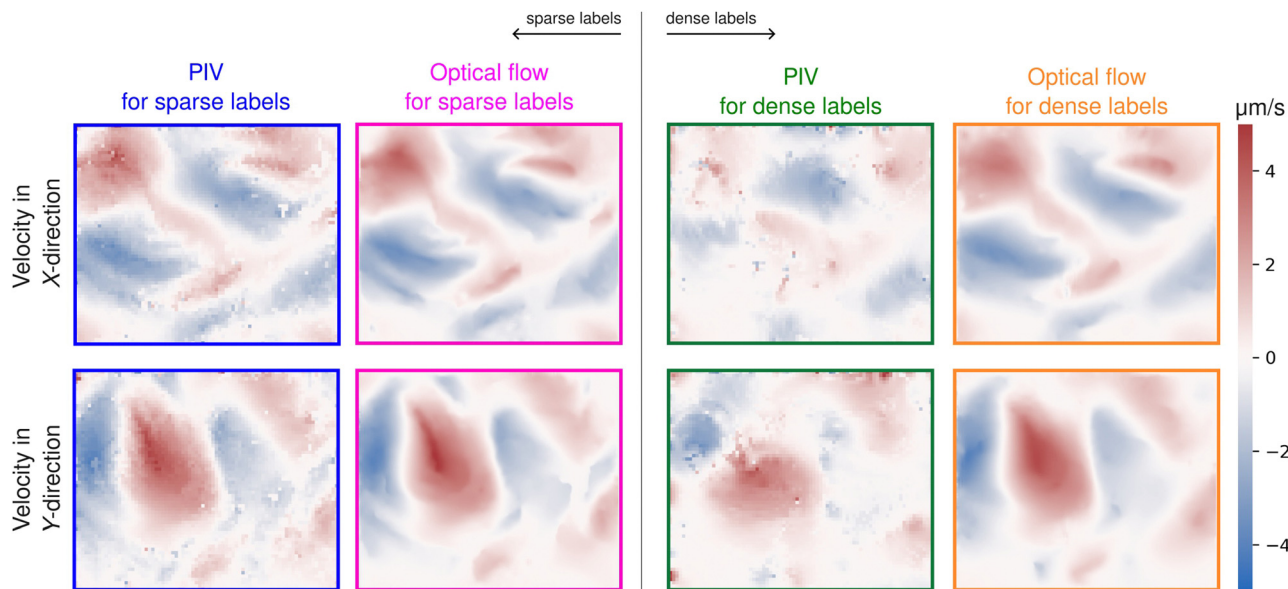 sparse labels
dense labels
PIV
for sparse labels
Optical flow
for sparse labels
PIV
for dense labels
Optical flow
for dense labels
µm/s
Velocity in
X-direction
Velocity in
Y-direction
4
2
0
−2
−4